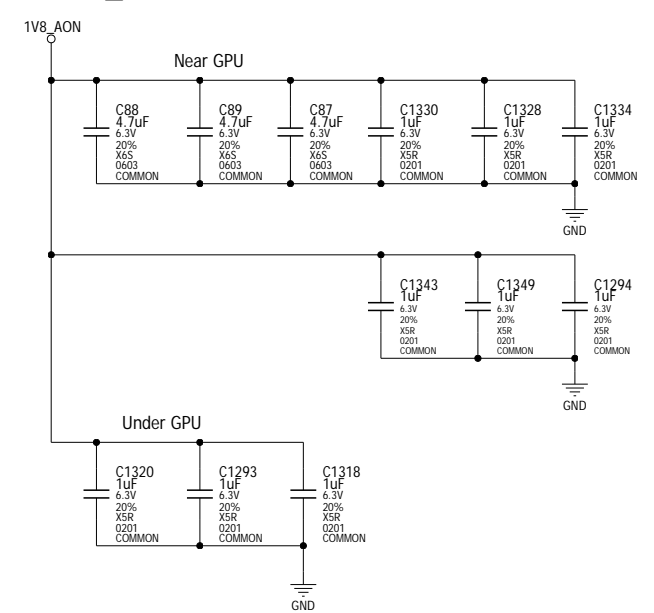 1V8_AON
Near GPU
C88
4.7uF
6.3V
20%
X6S
0603
COMMON
C89
4.7uF
6.3V
20%
X6S
0603
COMMON
C87
4.7uF
6.3V
20%
X6S
0603
COMMON
C1330
1uF
6.3V
20%
X5R
0201
COMMON
C1328
1uF
6.3V
20%
X5R
0201
COMMON
C1334
1uF
6.3V
20%
X5R
0201
COMMON
GND
C1343
1uF
6.3V
20%
X5R
0201
COMMON
C1349
1uF
6.3V
20%
X5R
0201
COMMON
C1294
1uF
6.3V
20%
X5R
0201
COMMON
GND
Under GPU
C1320
1uF
6.3V
20%
X5R
0201
COMMON
C1293
1uF
6.3V
20%
X5R
0201
COMMON
C1318
1uF
6.3V
20%
X5R
0201
COMMON
GND